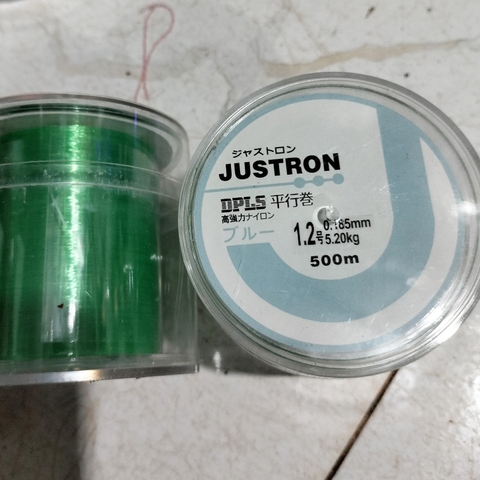 ジャストロン
JUSTRON
DPLS 平行巻
高強力ナイロン
ブルー
1.2号 0.185mm 5.20kg
500m